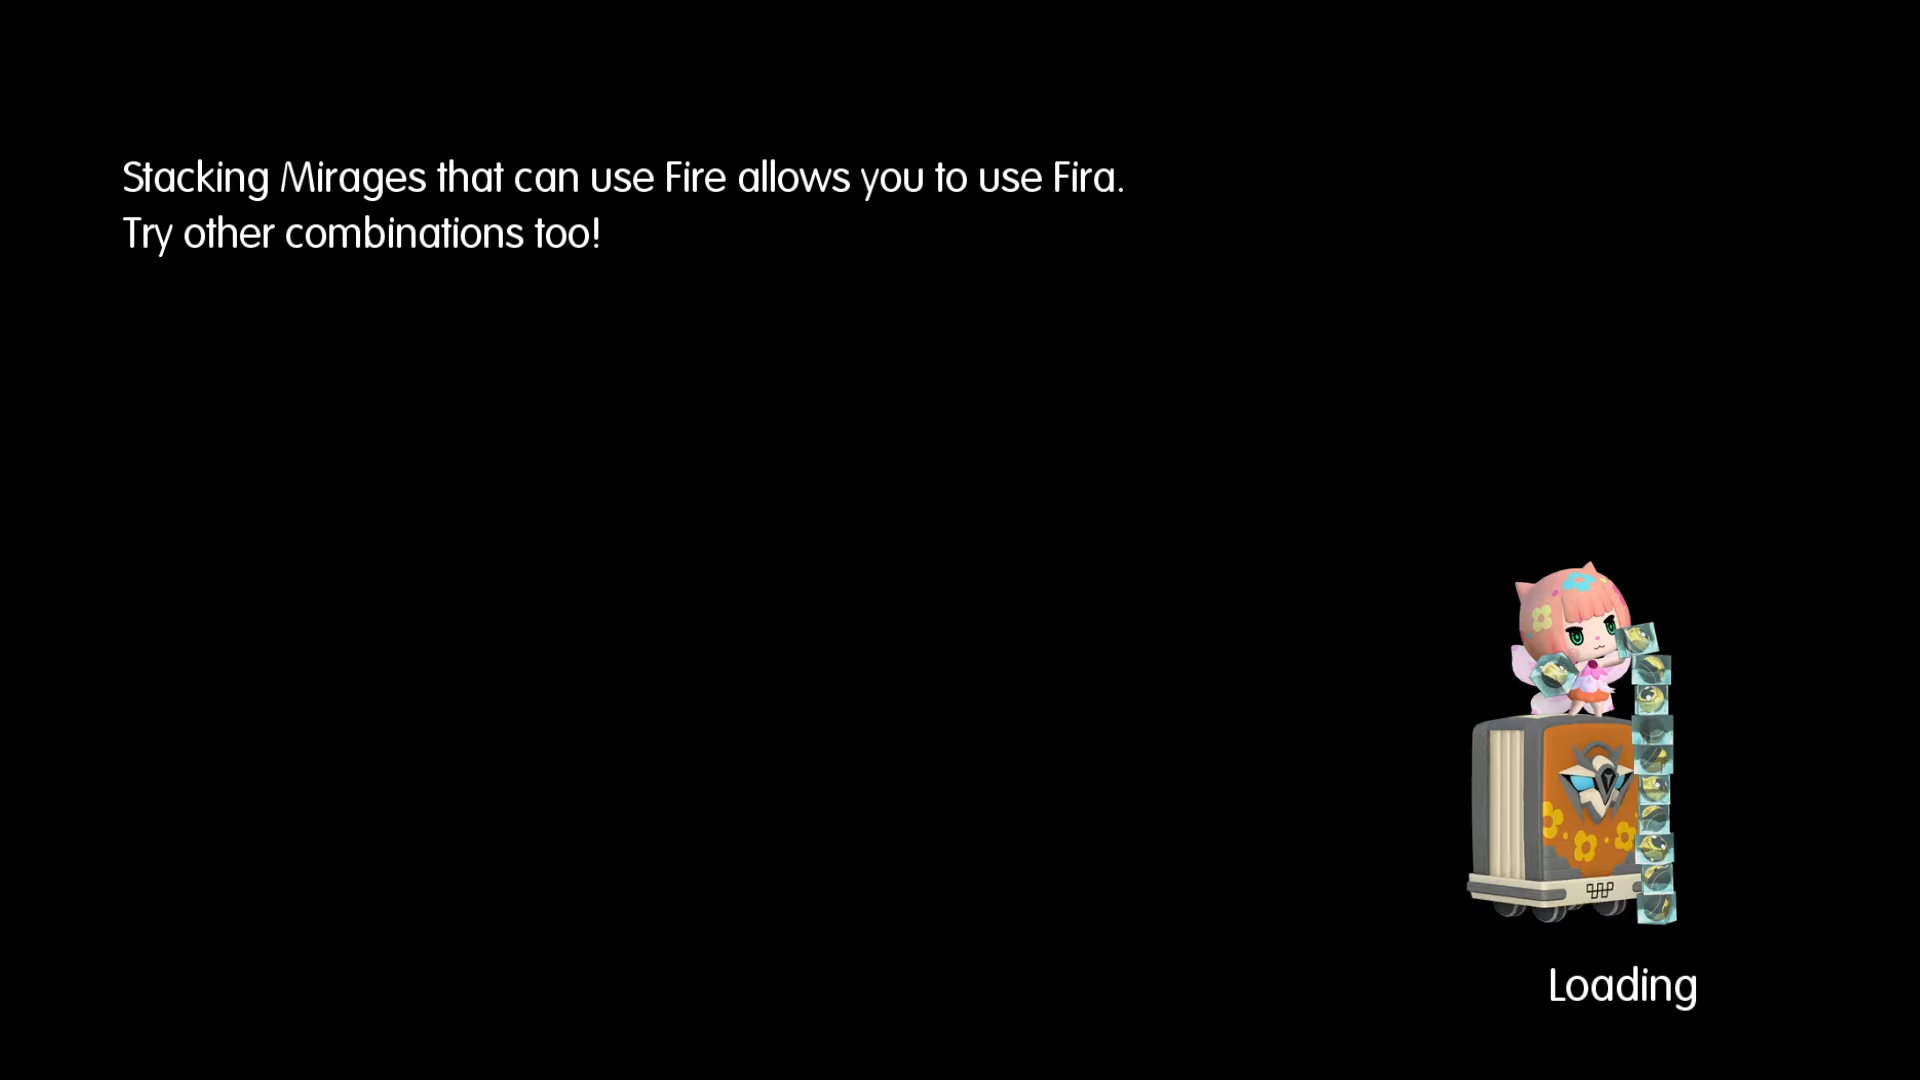 Stacking Mirages that can use Fire allows you to use Fira.
Try other combinations too!
Loading